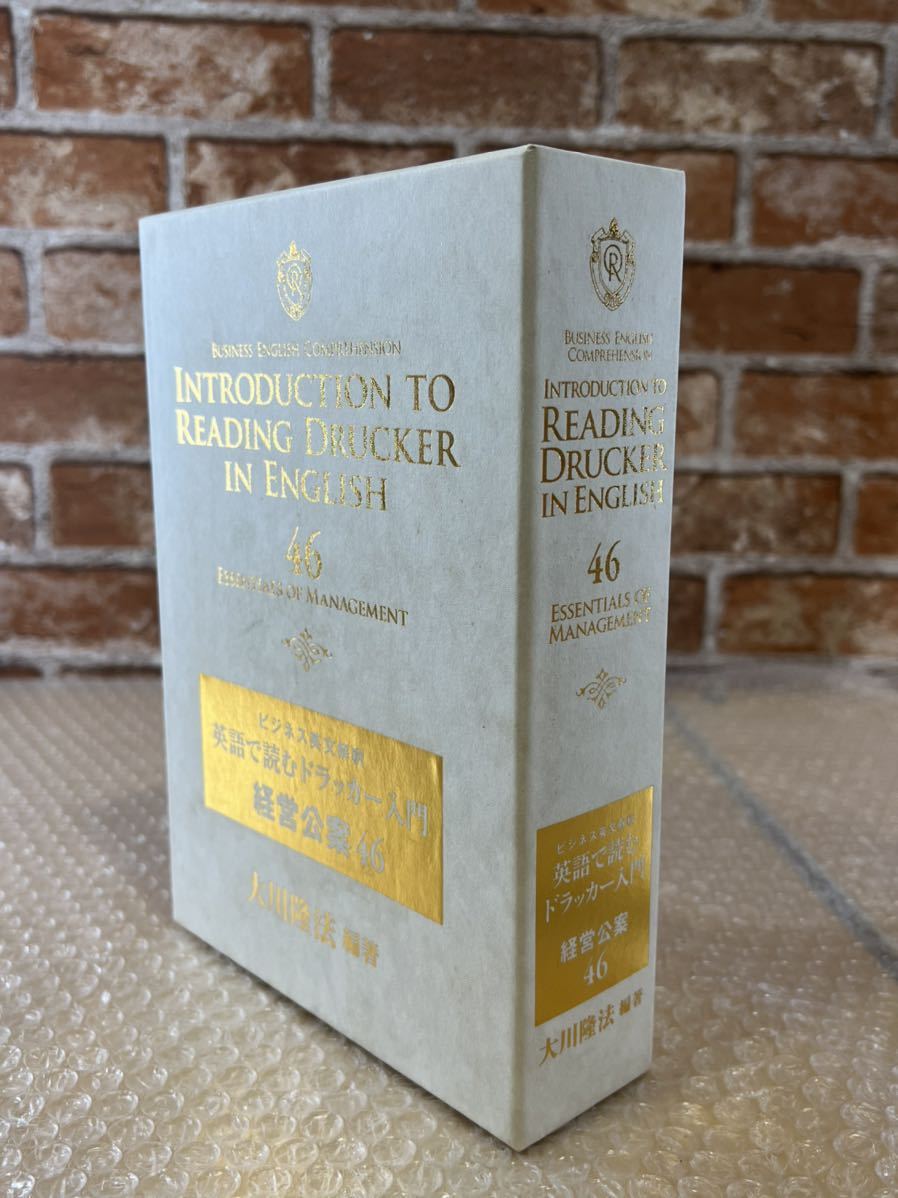 BUSINESS ENGLISH COMPREHENSION
INTRODUCTION TO
READING DRUCKER
IN ENGLISH
46
ESSENTIALS OF MANAGEMENT
ビジネス英文解釈
英語で読むドラッカー入門
経営公案46
大川隆法 編著
BUSINESS ENGLISH
COMPREHENSION
INTRODUCTION TO
READING
DRUCKER
IN ENGLISH
46
ESSENTIALS OF
MANAGEMENT
ビジネス英文解釈
英語で読む
ドラッカー入門
経営公案
46
大川隆法 編著